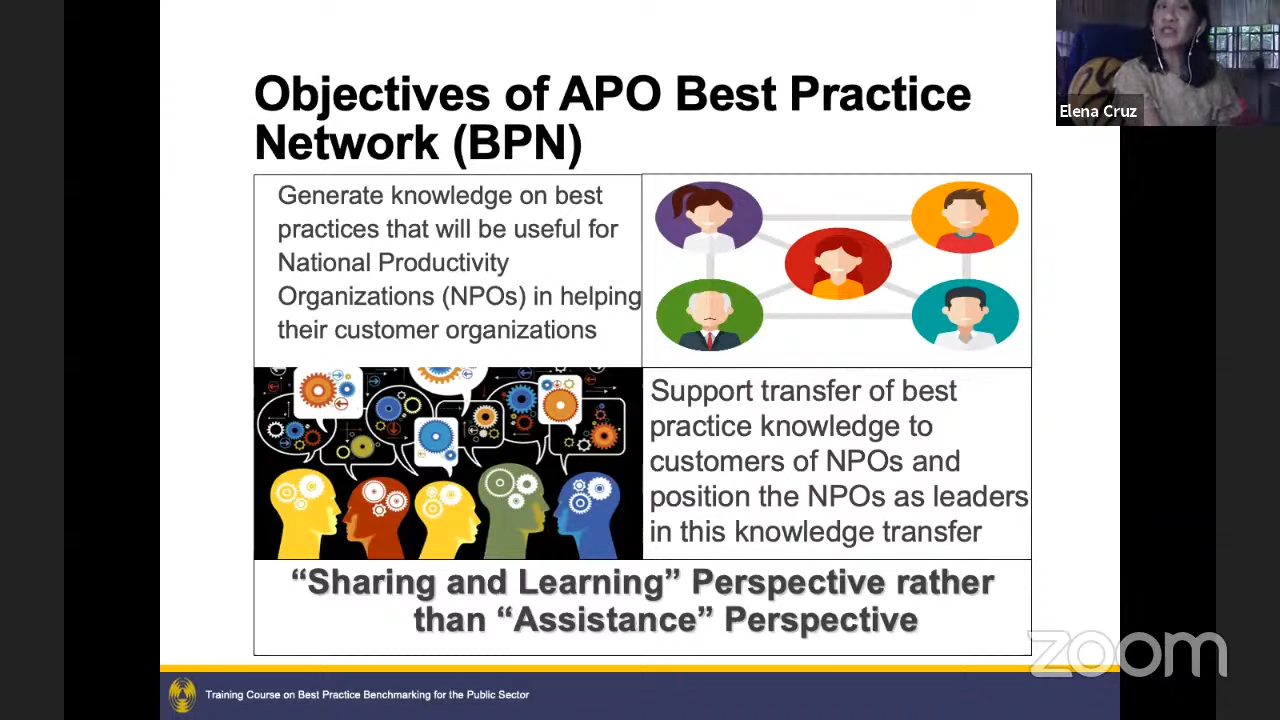 Objectives of APO Best Practice
Network (BPN)
Elena Cruz
Generate knowledge on best
practices that will be useful for
National Productivity
Organizations (NPOs) in helping
their customer organizations
Support transfer of best
practice knowledge to
customers of NPOs and
position the NPOs as leaders
in this knowledge transfer
“Sharing and Learning” Perspective rather
than “Assistance” Perspective
zoom
Training Course on Best Practice Benchmarking for the Public Sector